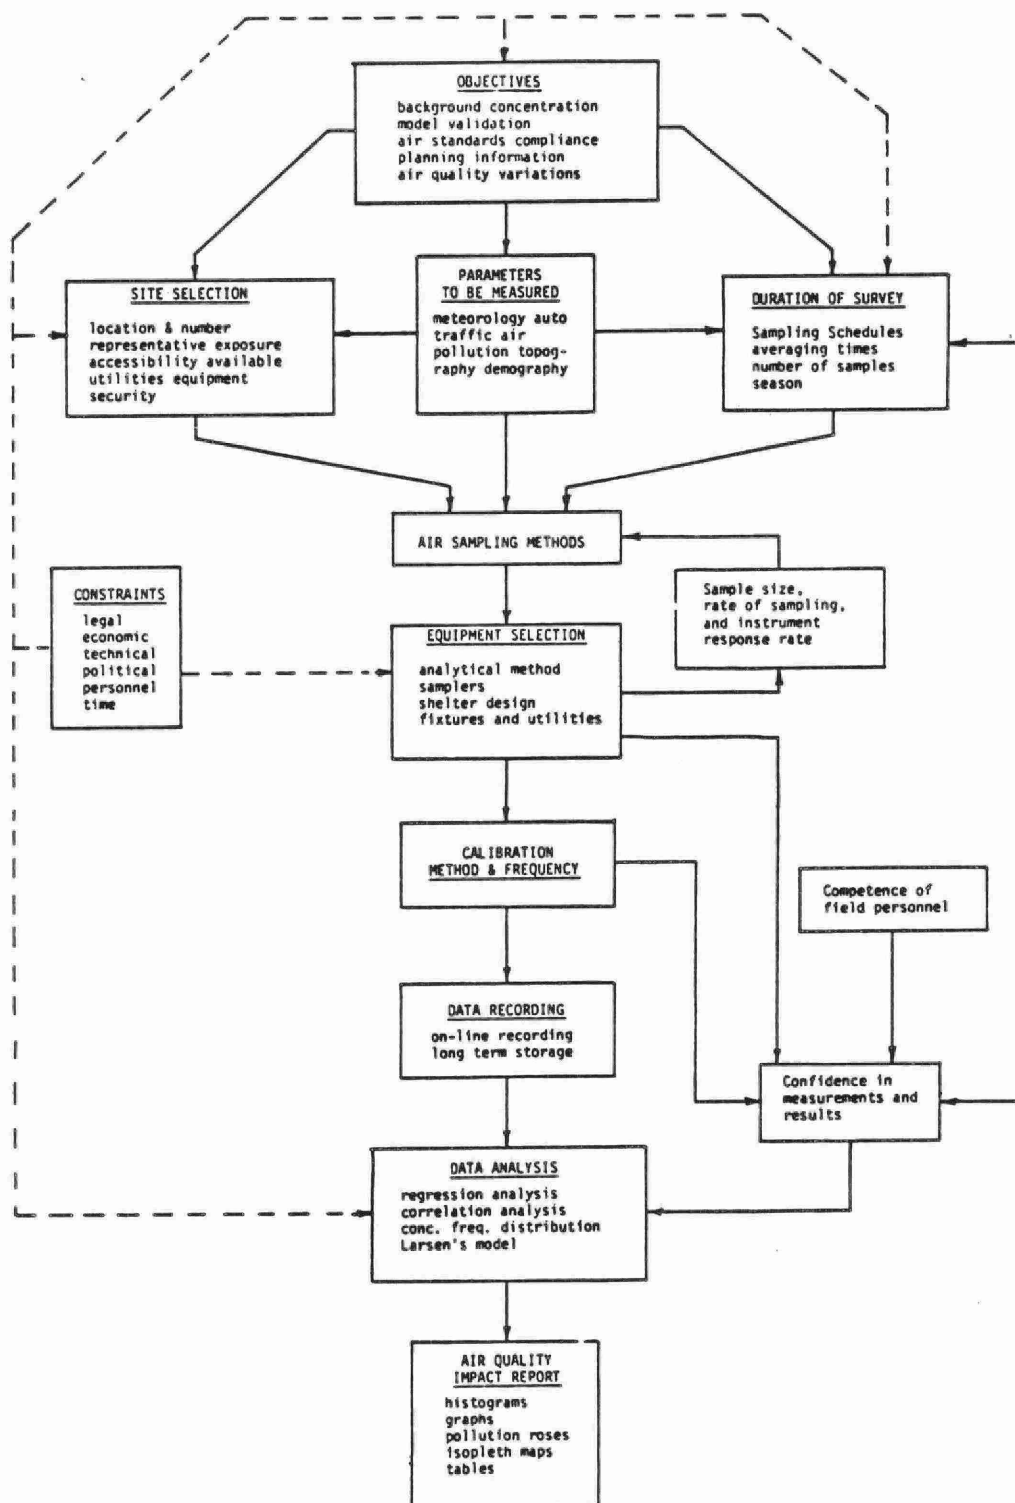 OBJECTIVES
background concentration
model validation
air standards compliance
planning information
air quality variations
SITE SELECTION
location & number
representative exposure
accessibility available
utilities equipment
security
PARAMETERS
TO BE MEASURED
meteorology auto
traffic air
pollution topog-
raphy demography
DURATION OF SURVEY
Sampling Schedules
averaging times
number of samples
season
AIR SAMPLING METHODS
CONSTRAINTS
legal
economic
technical
political
personnel
time
EQUIPMENT SELECTION
analytical method
samplers
shelter design
fixtures and utilities
Sample size,
rate of sampling,
and instrument
response rate
CALIBRATION
METHOD & FREQUENCY
Competence of
field personnel
DATA RECORDING
on-line recording
long term storage
Confidence in
measurements and
results
DATA ANALYSIS
regression analysis
correlation analysis
conc. freq. distribution
Larsen's model
AIR QUALITY
IMPACT REPORT
histograms
graphs
pollution roses
isopleth maps
tables